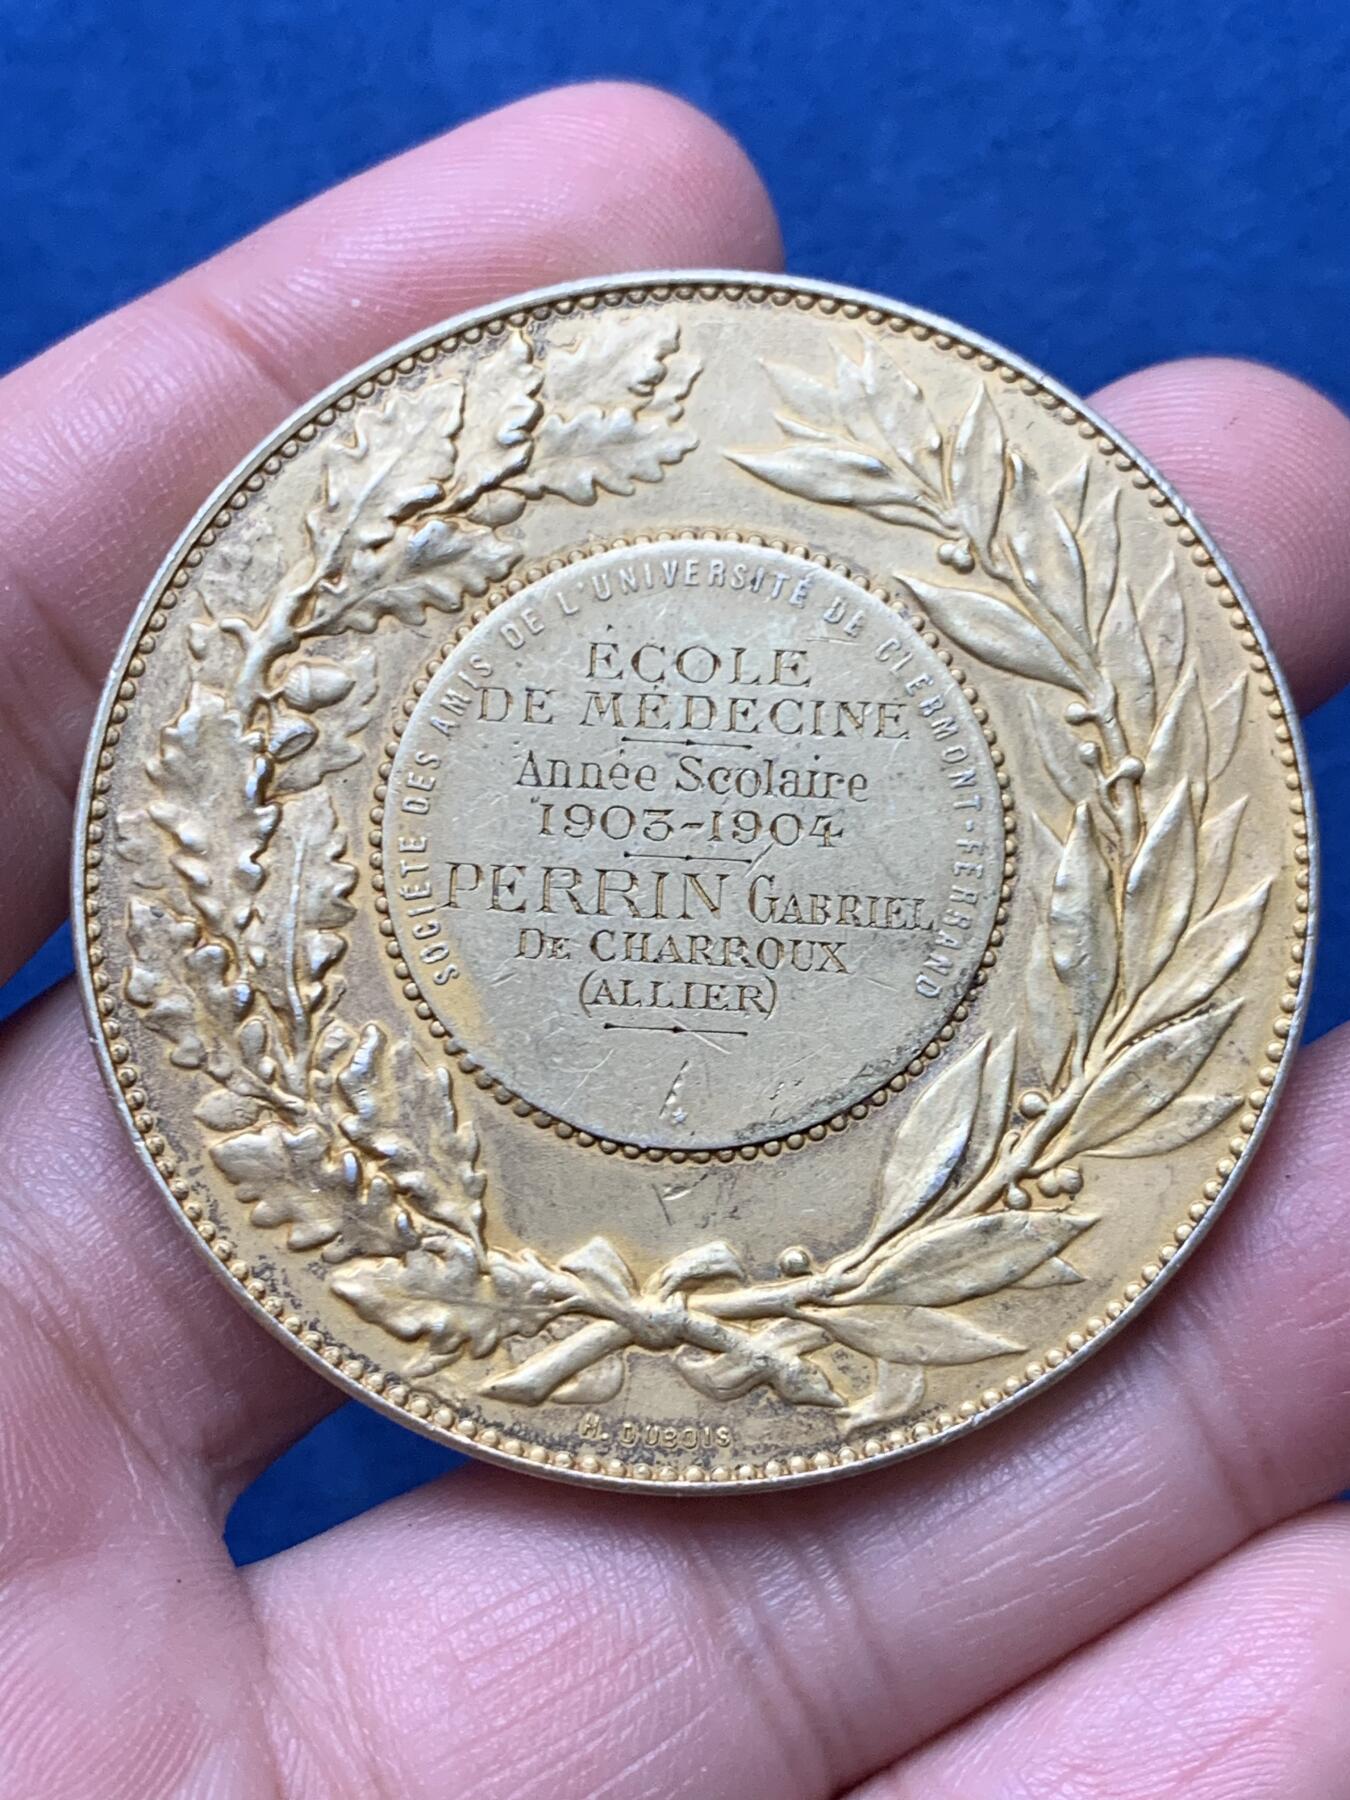 SOCIÉTÉ DES AMIS DE L'UNIVERSITÉ DE CLERMONT-FERRAND
ÉCOLE
DE MÉDECINE
Année Scolaire
1903-1904
PERRIN GABRIEL
DE CHARROUX
(ALLIER)
H. DUBOIS